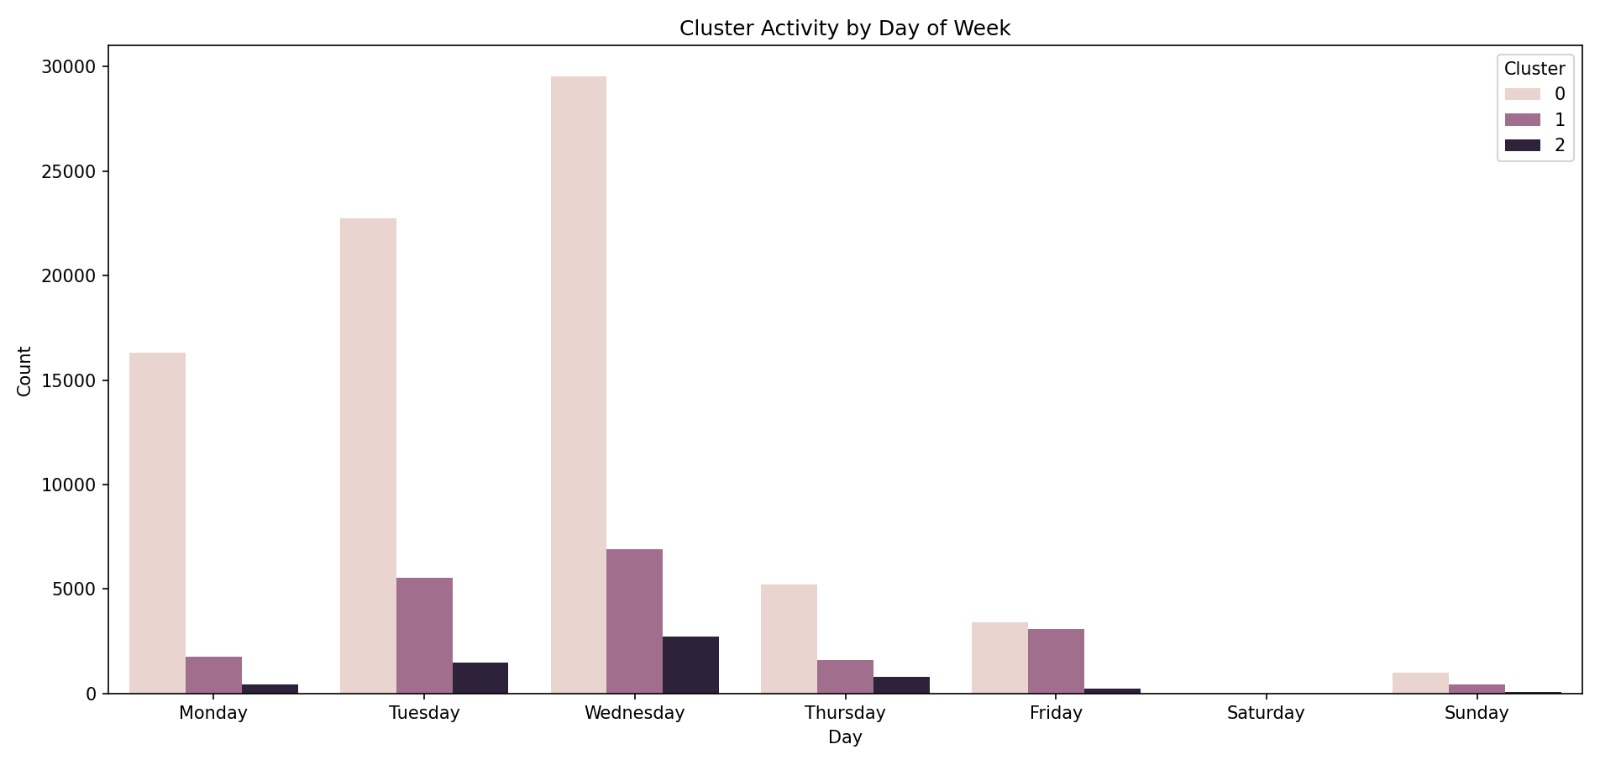 Cluster Activity by Day of Week
30000
25000
20000
15000
10000
5000
0
Count
Cluster
0
1
2
Monday Tuesday Wednesday Thursday Friday Saturday Sunday
Day